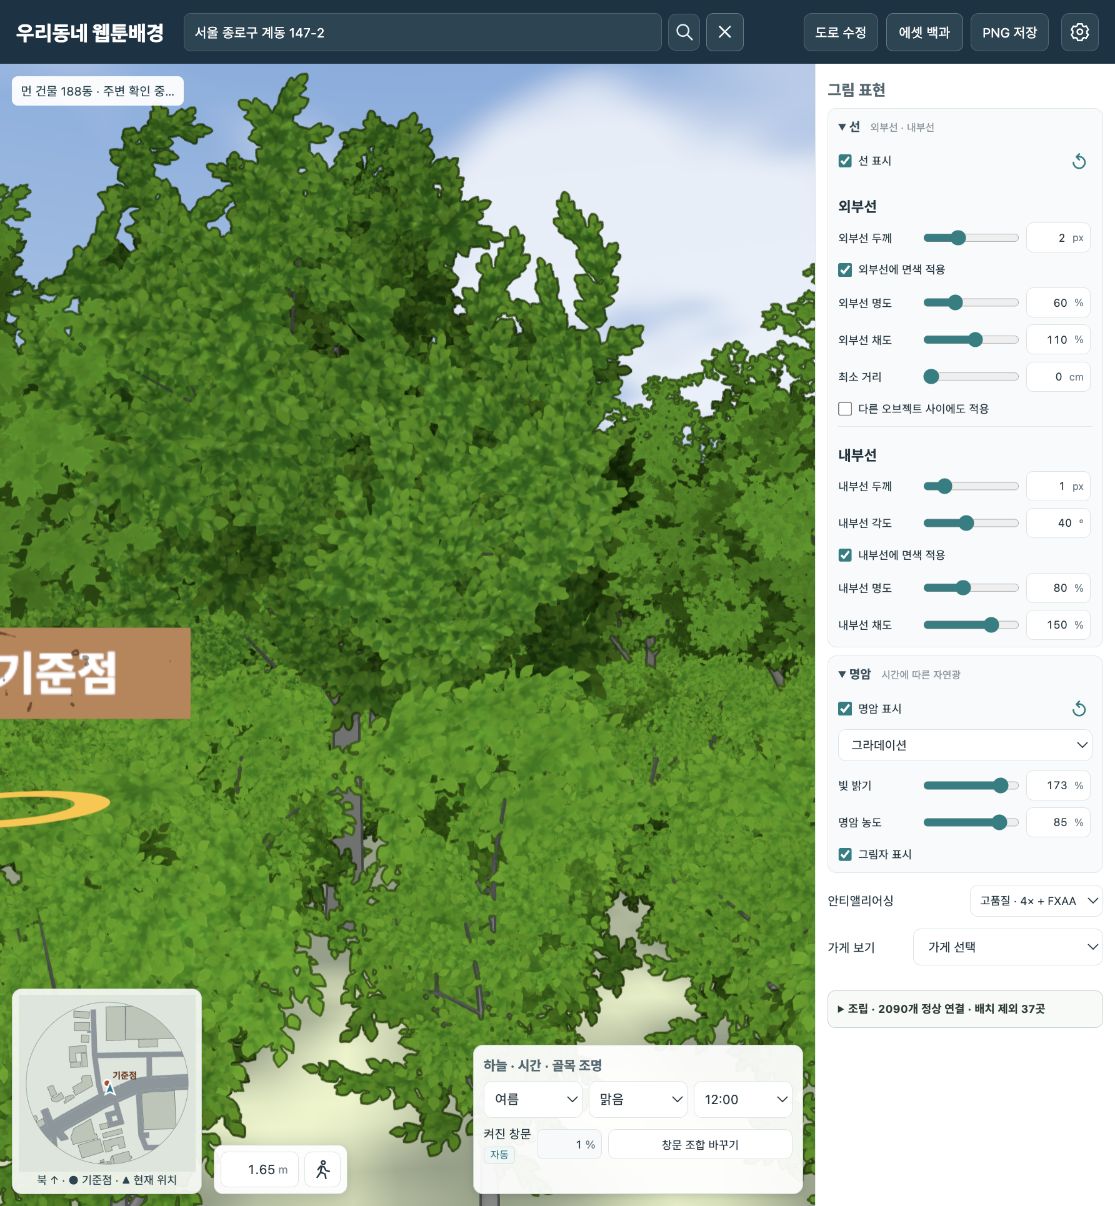 우리동네 웹툰배경
서울 종로구 계동 147-2
도로 수정
에셋 백과
PNG 저장
먼 건물 188동 · 주변 확인 중...
기준점
그림 표현
▼ 선 외부선 · 내부선
선 표시
외부선
외부선 두께 2 px
외부선에 면색 적용
외부선 명도 60 %
외부선 채도 110 %
최소 거리 0 cm
다른 오브젝트 사이에도 적용
내부선
내부선 두께 1 px
내부선 각도 40 °
내부선에 면색 적용
내부선 명도 80 %
내부선 채도 150 %
▼ 명암 시간에 따른 자연광
명암 표시
그라데이션
빛 밝기 173 %
명암 농도 85 %
그림자 표시
안티앨리어싱 고품질 · 4× + FXAA
가게 보기 가게 선택
▶ 조립 · 2090개 정상 연결 · 배치 제외 37곳
기준점
북 ↑ · ● 기준점 · ▲ 현재 위치
1.65 m
하늘 · 시간 · 골목 조명
여름 맑음 12:00
켜진 창문 1 % 창문 조합 바꾸기
자동